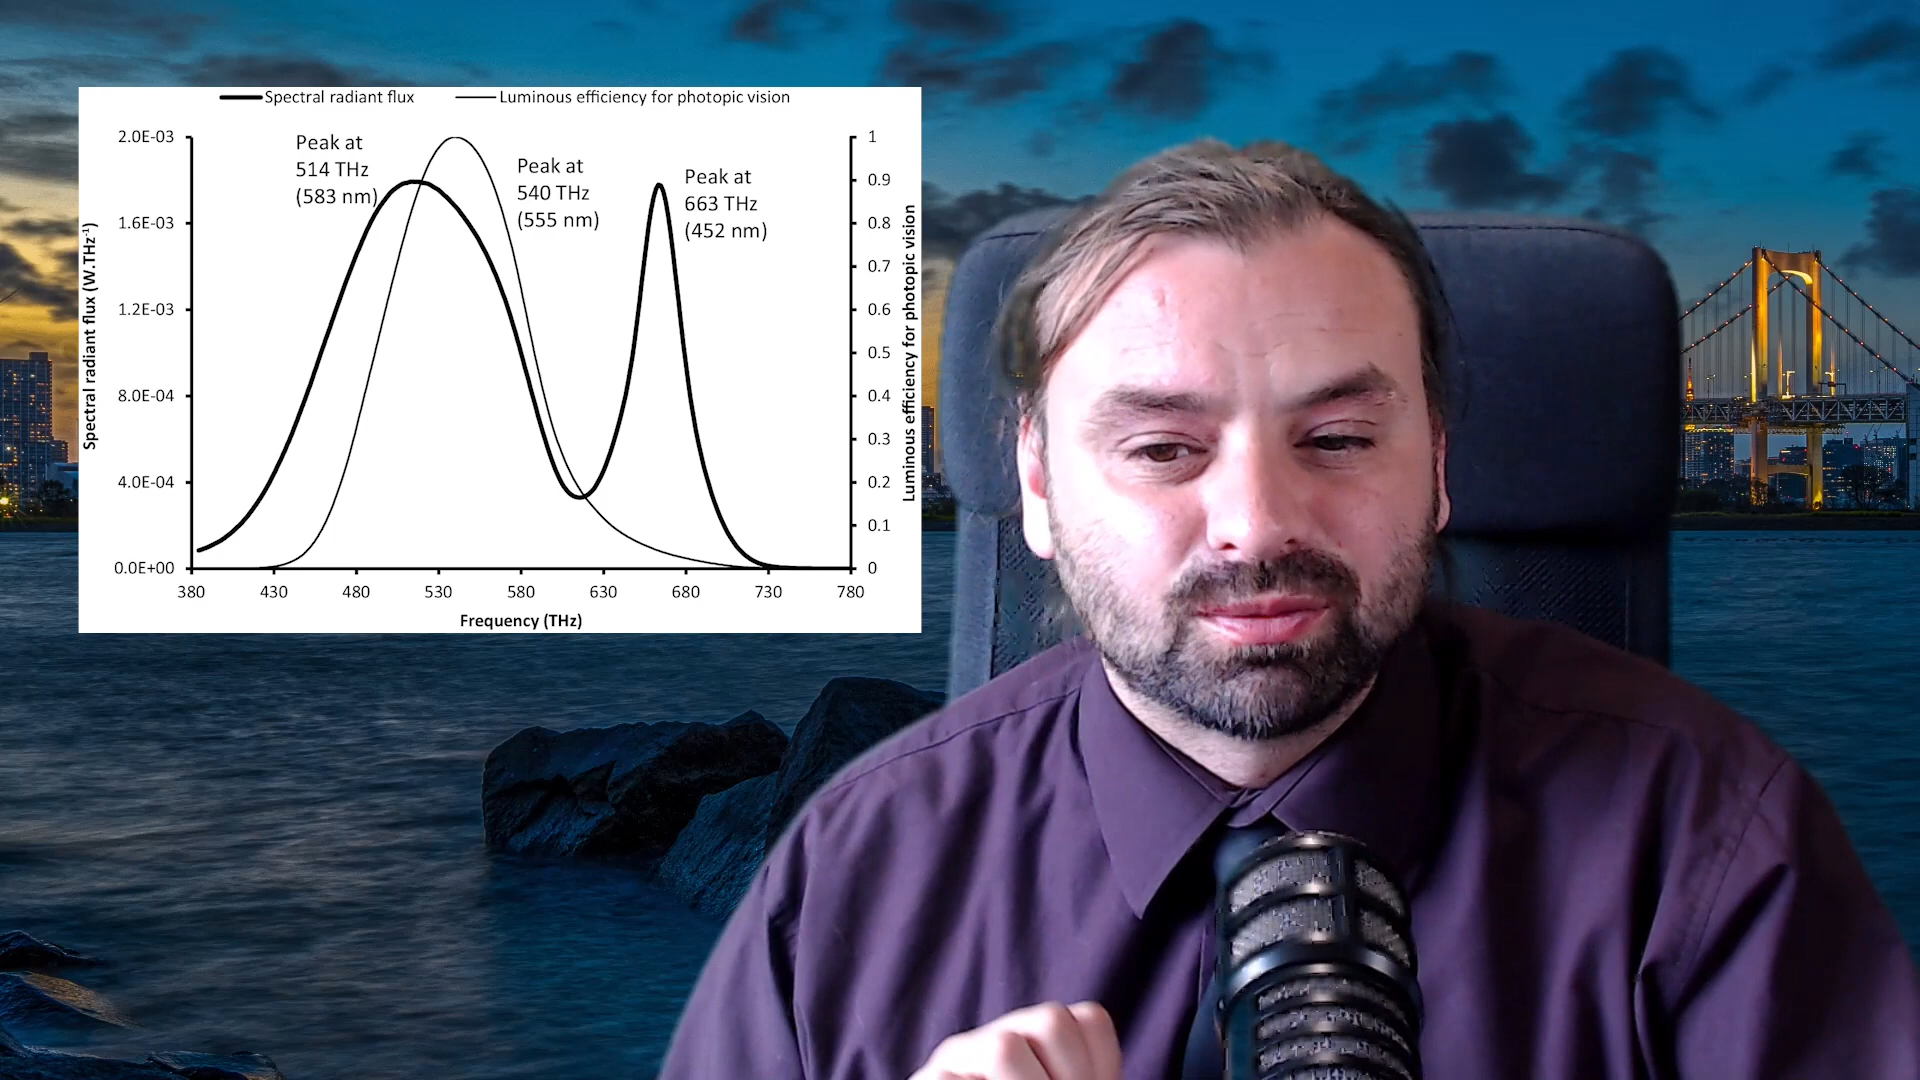 Spectral radiant flux
Luminous efficiency for photopic vision
Peak at
514 THz
(583 nm)
Peak at
540 THz
(555 nm)
Peak at
663 THz
(452 nm)
Spectral radiant flux (W.THz⁻¹)
2.0E-03
1.6E-03
1.2E-03
8.0E-04
4.0E-04
0.0E+00
1
0.9
0.8
0.7
0.6
0.5
0.4
0.3
0.2
0.1
0
Luminous efficiency for photopic vision
380 430 480 530 580 630 680 730 780
Frequency (THz)